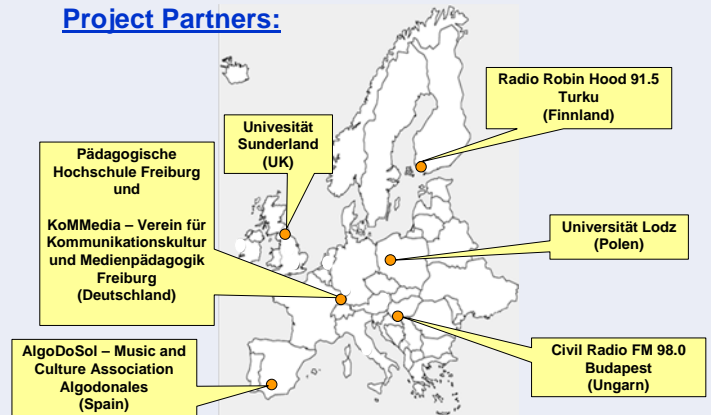 Project Partners:
Radio Robin Hood 91.5
Turku
(Finnland)
Univesität
Sunderland
(UK)
Pädagogische
Hochschule Freiburg
und
KoMMedia – Verein für
Kommunikationskultur
und Medienpädagogik
Freiburg
(Deutschland)
Universität Lodz
(Polen)
AlgoDoSol – Music and
Culture Association
Algodonales
(Spain)
Civil Radio FM 98.0
Budapest
(Ungarn)